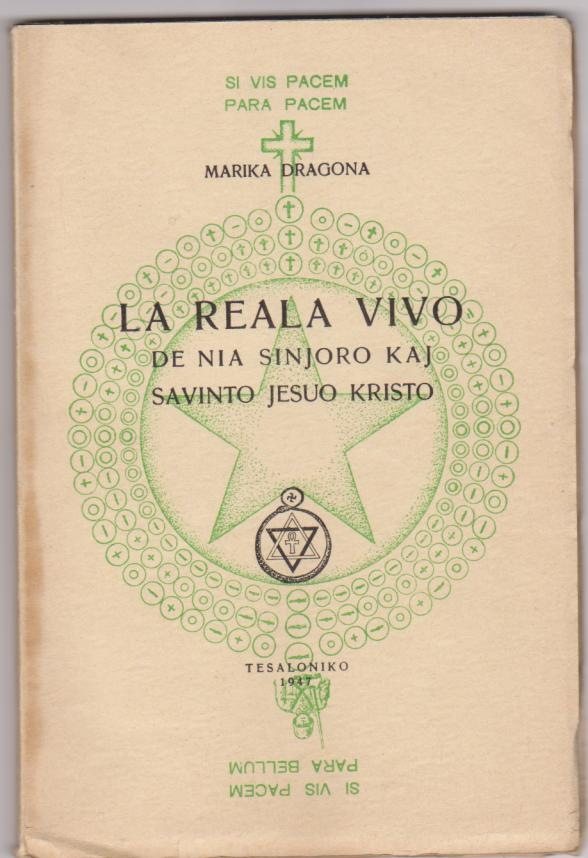 SI VIS PACEM
PARA PACEM
MARIKA DRAGONA
LA REALA VIVO
DE NIA SINJORO KAJ
SAVINTO JESUO KRISTO
TESALONIKO
1947
SI VIS PACEM
PARA BELLUM